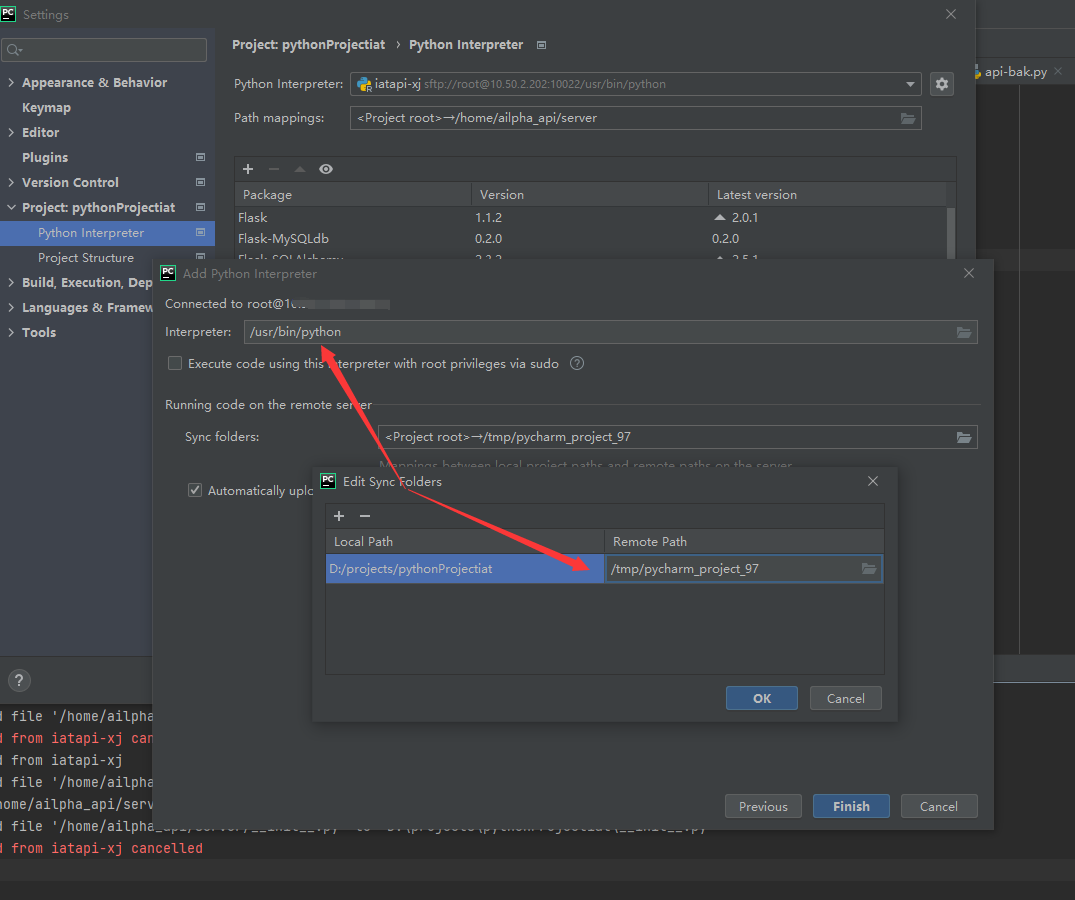 PC Settings
Project: pythonProjectiat › Python Interpreter
Appearance & Behavior
Keymap
Editor
Plugins
Version Control
Project: pythonProjectiat
Python Interpreter
Project Structure
Build, Execution, Dep
Languages & Framew
Tools
Python Interpreter: iatapi-xj sftp://root@10.50.2.202:10022/usr/bin/python
api-bak.py
Path mappings: <Project root>→/home/ailpha_api/server
Package Version Latest version
Flask 1.1.2 2.0.1
Flask-MySQLdb 0.2.0 0.2.0
PC Add Python Interpreter
Connected to root@10.
Interpreter: /usr/bin/python
Execute code using this interpreter with root privileges via sudo ?
Running code on the remote server
Sync folders: <Project root>→/tmp/pycharm_project_97
Mappings between local project paths and remote paths on the server
Automatically uplo
PC Edit Sync Folders
Local Path Remote Path
D:/projects/pythonProjectiat /tmp/pycharm_project_97
OK Cancel
Previous Finish Cancel
?
d file '/home/ailpha
d from iatapi-xj can
d from iatapi-xj
d file '/home/ailpha
home/ailpha_api/serv
d file '/home/ailpha_api/server/__init__.py' to 'D:\projects\pythonProjectiat\__init__.py'
d from iatapi-xj cancelled